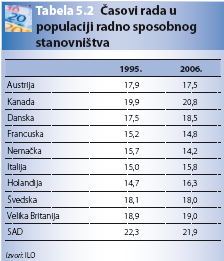 Tabela 5.2 Časovi rada u
populaciji radno sposobnog
stanovništva
1995. 2006.
Austrija 17,9 17,5
Kanada 19,9 20,8
Danska 17,5 18,5
Francuska 15,2 14,8
Nemačka 15,7 14,2
Italija 15,0 15,8
Holandija 14,7 16,3
Švedska 18,1 18,0
Velika Britanija 18,9 19,0
SAD 22,3 21,9
Izvori: ILO